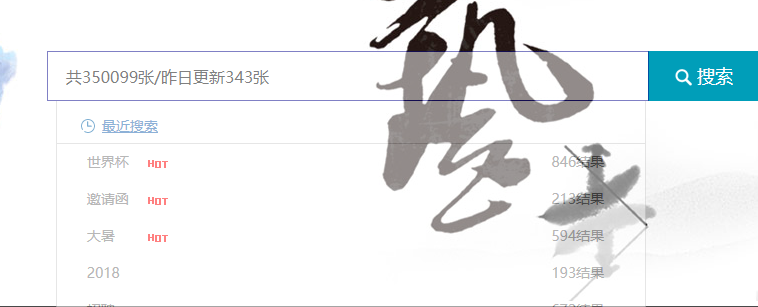 藝
共350099张/昨日更新343张
搜索
最近搜索
世界杯 HOT 846结果
邀请函 HOT 213结果
大暑 HOT 594结果
2018 193结果